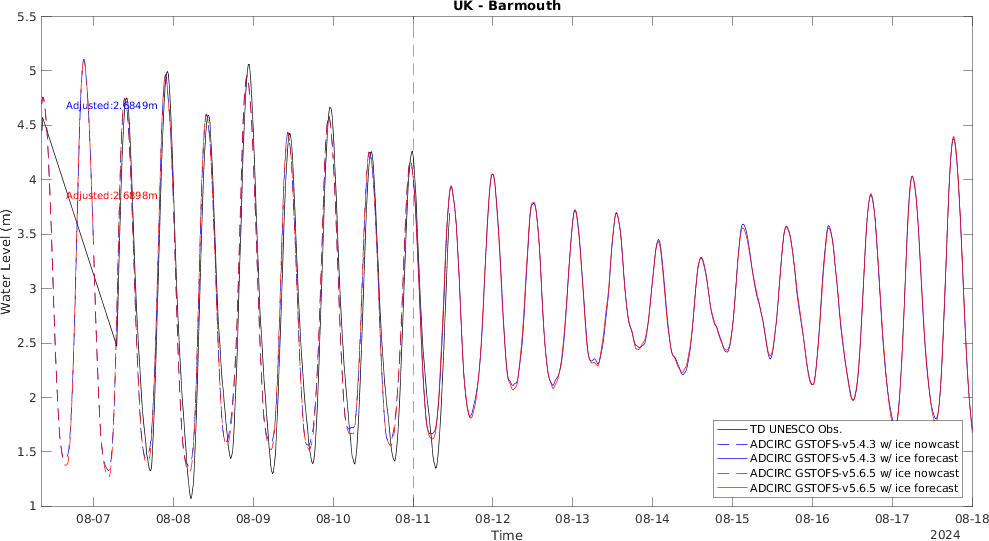 UK - Barmouth
5.5
5
4.5
4
3.5
3
2.5
2
1.5
1
Water Level (m)
Adjusted:2.6849m
Adjusted:2.6898m
TD UNESCO Obs.
ADCIRC GSTOFS-v5.4.3 w/ ice nowcast
ADCIRC GSTOFS-v5.4.3 w/ ice forecast
ADCIRC GSTOFS-v5.6.5 w/ ice nowcast
ADCIRC GSTOFS-v5.6.5 w/ ice forecast
08-07 08-08 08-09 08-10 08-11 08-12 08-13 08-14 08-15 08-16 08-17 08-18
Time
2024